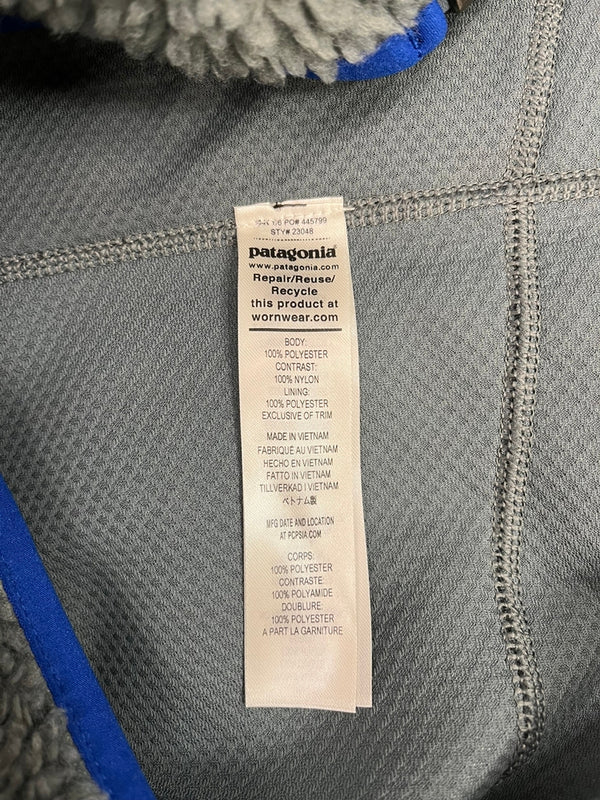 PO# 445799
STY# 23048
patagonia
www.patagonia.com
Repair/Reuse/
Recycle
this product at
wornwear.com
BODY:
100% POLYESTER
CONTRAST:
100% NYLON
LINING:
100% POLYESTER
EXCLUSIVE OF TRIM
MADE IN VIETNAM
FABRIQUÉ AU VIETNAM
HECHO EN VIETNAM
FATTO IN VIETNAM
TILLVERKAD I VIETNAM
ベトナム製
MFG DATE AND LOCATION
AT PCPSIA.COM
CORPS:
100% POLYESTER
CONTRASTE:
100% POLYAMIDE
DOUBLURE:
100% POLYESTER
A PART LA GARNITURE